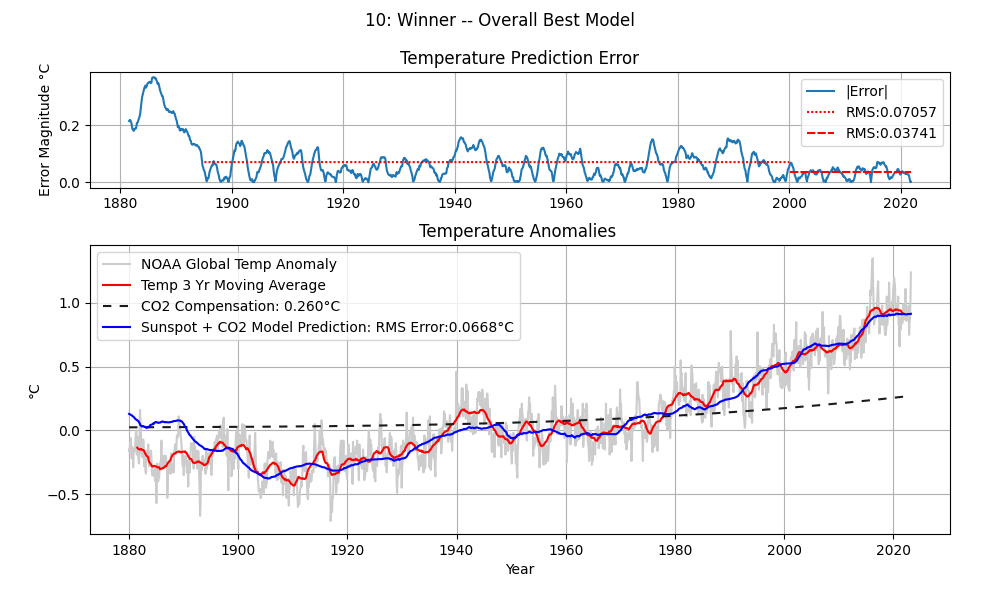 10: Winner -- Overall Best Model
Temperature Prediction Error
Error Magnitude °C
0.2
0.0
|Error|
RMS:0.07057
RMS:0.03741
1880 1900 1920 1940 1960 1980 2000 2020
Temperature Anomalies
°C
1.0
0.5
0.0
−0.5
NOAA Global Temp Anomaly
Temp 3 Yr Moving Average
CO2 Compensation: 0.260°C
Sunspot + CO2 Model Prediction: RMS Error:0.0668°C
1880 1900 1920 1940 1960 1980 2000 2020
Year